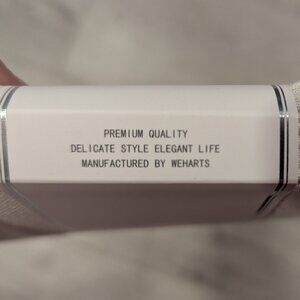 PREMIUM QUALITY
DELICATE STYLE ELEGANT LIFE
MANUFACTURED BY WEHARTS